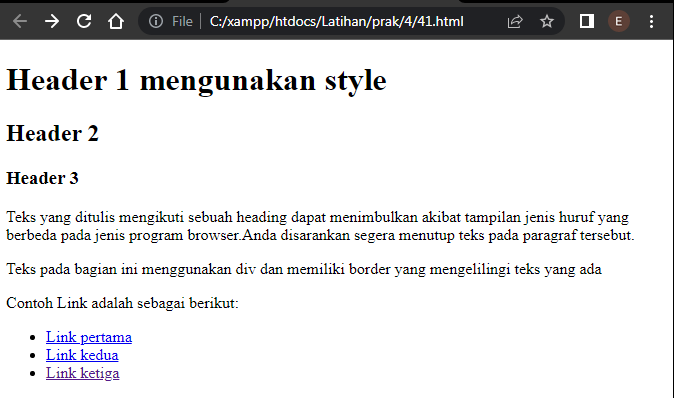 File C:/xampp/htdocs/Latihan/prak/4/41.html E
Header 1 mengunakan style
Header 2
Header 3
Teks yang ditulis mengikuti sebuah heading dapat menimbulkan akibat tampilan jenis huruf yang
berbeda pada jenis program browser.Anda disarankan segera menutup teks pada paragraf tersebut.
Teks pada bagian ini menggunakan div dan memiliki border yang mengelilingi teks yang ada
Contoh Link adalah sebagai berikut:
Link pertama
Link kedua
Link ketiga